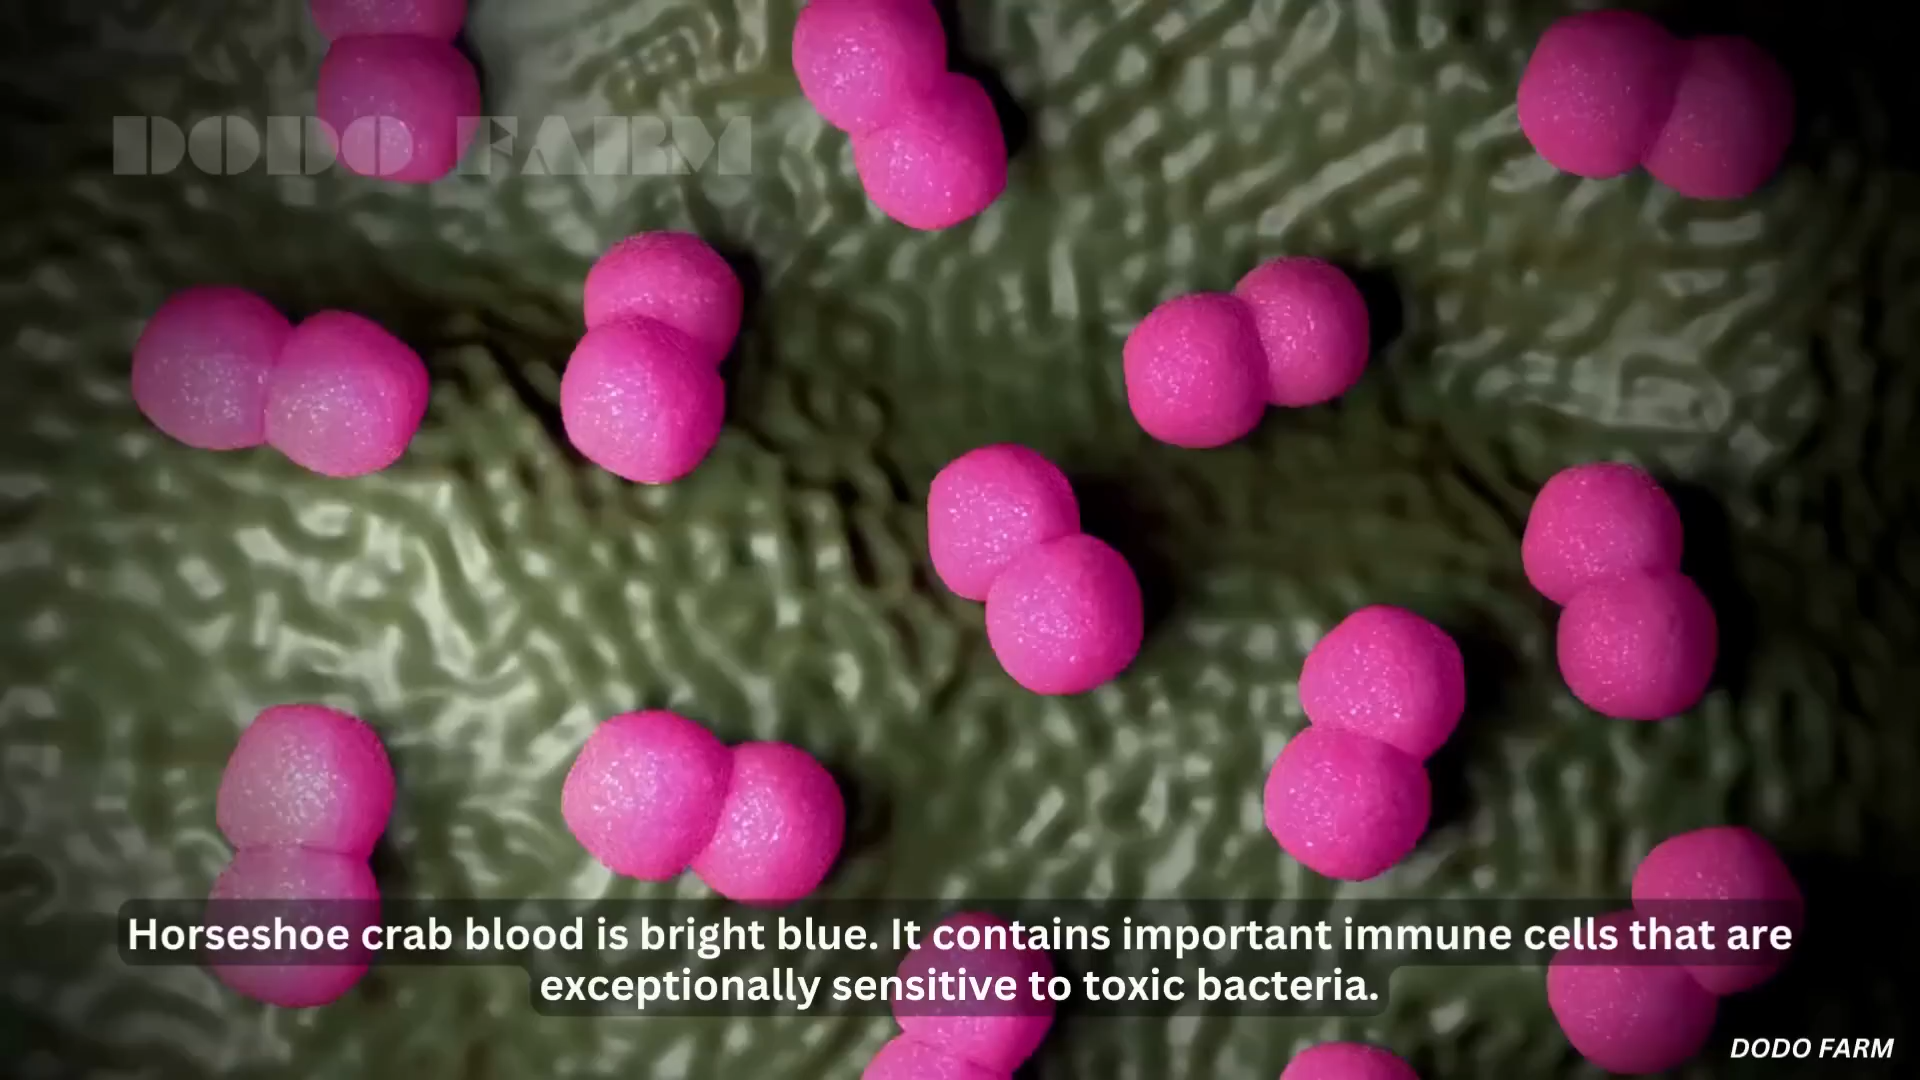 DODO FARM
Horseshoe crab blood is bright blue. It contains important immune cells that are
exceptionally sensitive to toxic bacteria.
DODO FARM